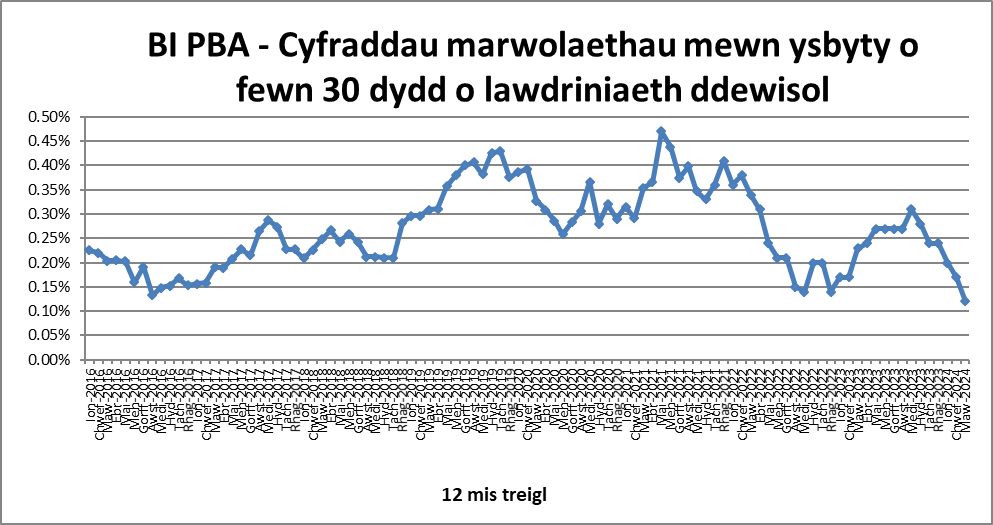 BI PBA - Cyfraddau marwolaethau mewn ysbyty o
fewn 30 dydd o lawdriniaeth ddewisol
0.50%
0.45%
0.40%
0.35%
0.30%
0.25%
0.20%
0.15%
0.10%
0.05%
0.00%
Ion-2016
Chwef-2016
Maw-2016
Ebr-2016
Mai-2016
Meh-2016
Gorff-2016
Awst-2016
Medi-2016
Hyd-2016
Tach-2016
Rhag-2016
Ion-2017
Chwef-2017
Maw-2017
Ebr-2017
Mai-2017
Meh-2017
Gorff-2017
Awst-2017
Medi-2017
Hyd-2017
Tach-2017
Rhag-2017
Ion-2018
Chwef-2018
Maw-2018
Ebr-2018
Mai-2018
Meh-2018
Gorff-2018
Awst-2018
Medi-2018
Hyd-2018
Tach-2018
Rhag-2018
Ion-2019
Chwef-2019
Maw-2019
Ebr-2019
Mai-2019
Meh-2019
Gorff-2019
Awst-2019
Medi-2019
Hyd-2019
Tach-2019
Rhag-2019
Ion-2020
Chwef-2020
Maw-2020
Ebr-2020
Mai-2020
Meh-2020
Gorff-2020
Awst-2020
Medi-2020
Hyd-2020
Tach-2020
Rhag-2020
Ion-2021
Chwef-2021
Maw-2021
Ebr-2021
Mai-2021
Meh-2021
Gorff-2021
Awst-2021
Medi-2021
Hyd-2021
Tach-2021
Rhag-2021
Ion-2022
Chwef-2022
Maw-2022
Ebr-2022
Mai-2022
Meh-2022
Gorff-2022
Awst-2022
Medi-2022
Hyd-2022
Tach-2022
Rhag-2022
Ion-2023
Chwef-2023
Maw-2023
Ebr-2023
Mai-2023
Meh-2023
Gorff-2023
Awst-2023
Medi-2023
Hyd-2023
Tach-2023
Rhag-2023
Ion-2024
Chwef-2024
Maw-2024
12 mis treigl